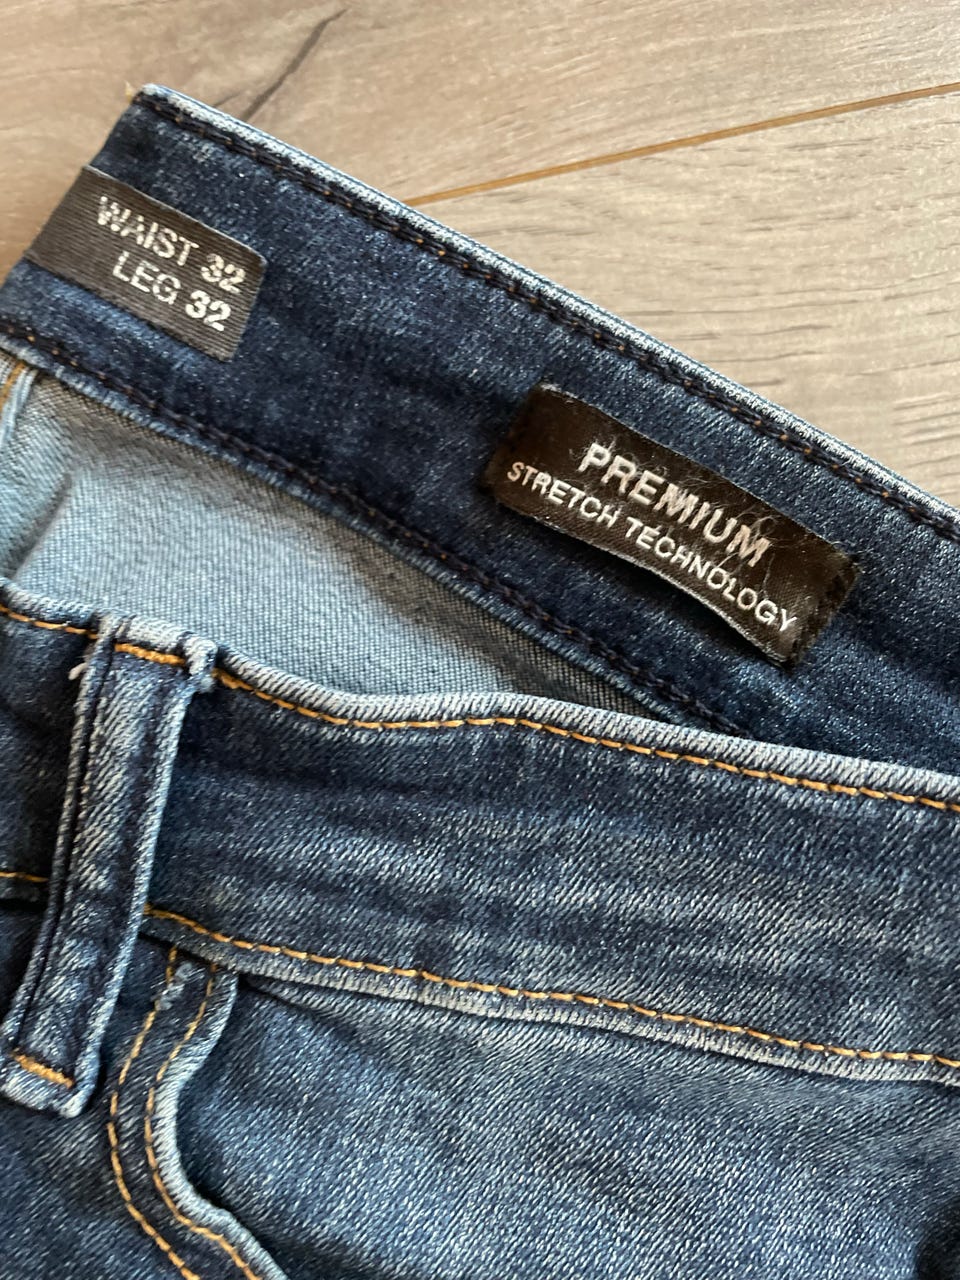 WAIST 32
LEG 32
PREMIUM
STRETCH TECHNOLOGY